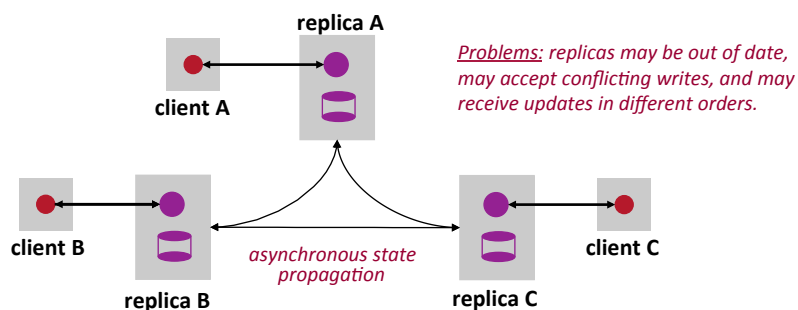 replica A
Problems: replicas may be out of date,
may accept conflicting writes, and may
receive updates in different orders.
client A
client B
replica B
asynchronous state
propagation
replica C
client C